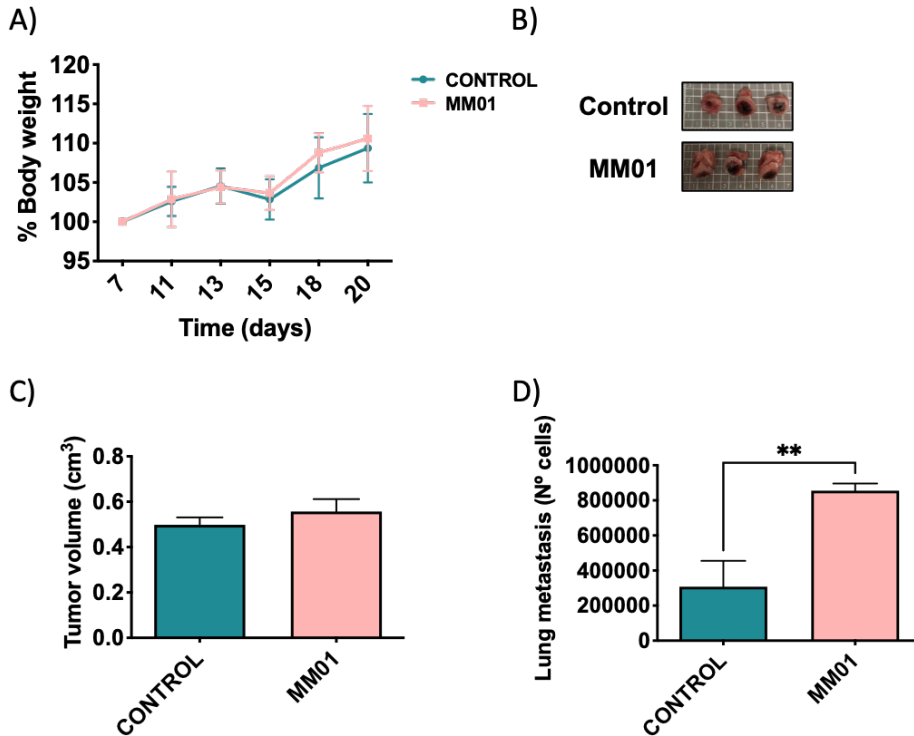 A)
120
115
110
105
100
95
% Body weight
7
11
13
15
18
20
Time (days)
CONTROL
MM01
B)
Control
MM01
C)
0.8
0.6
0.4
0.2
0.0
Tumor volume (cm³)
CONTROL
MM01
D)
**
1000000
800000
600000
400000
200000
0
Lung metastasis (Nº cells)
CONTROL
MM01